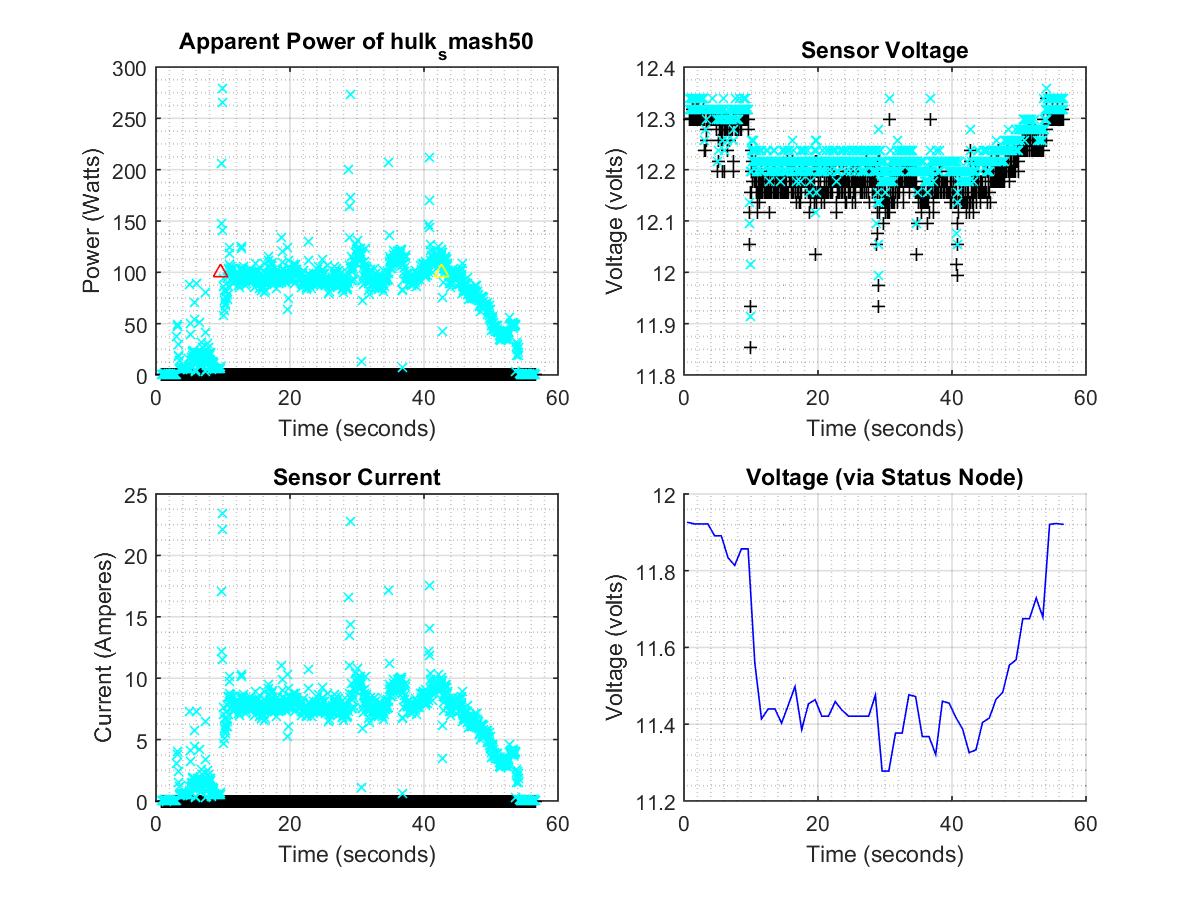 Apparent Power of hulksmash50
300
250
200
150
100
50
0
Power (Watts)
0 20 40 60
Time (seconds)
Sensor Voltage
12.4
12.3
12.2
12.1
12
11.9
11.8
Voltage (volts)
0 20 40 60
Time (seconds)
Sensor Current
25
20
15
10
5
0
Current (Amperes)
0 20 40 60
Time (seconds)
Voltage (via Status Node)
12
11.8
11.6
11.4
11.2
Voltage (volts)
0 20 40 60
Time (seconds)